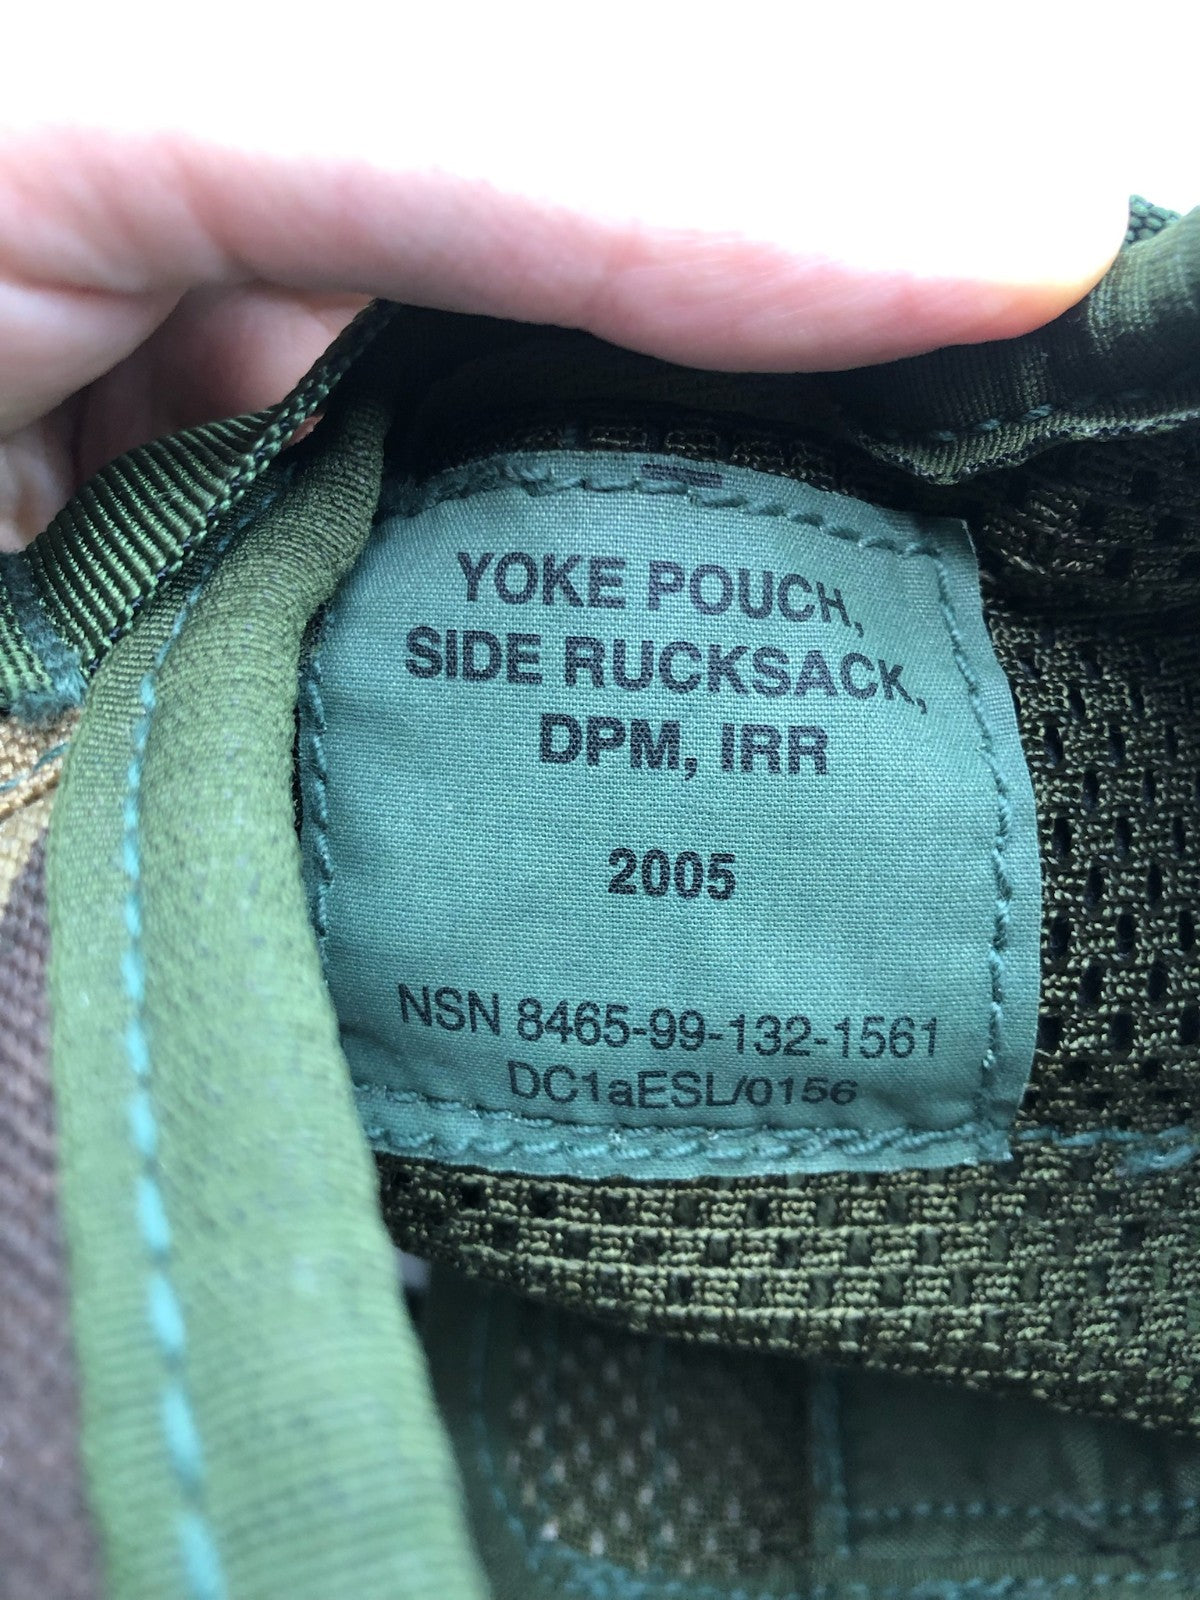 YOKE POUCH,
SIDE RUCKSACK,
DPM, IRR
2005
NSN 8465-99-132-1561
DC1aESL/0156